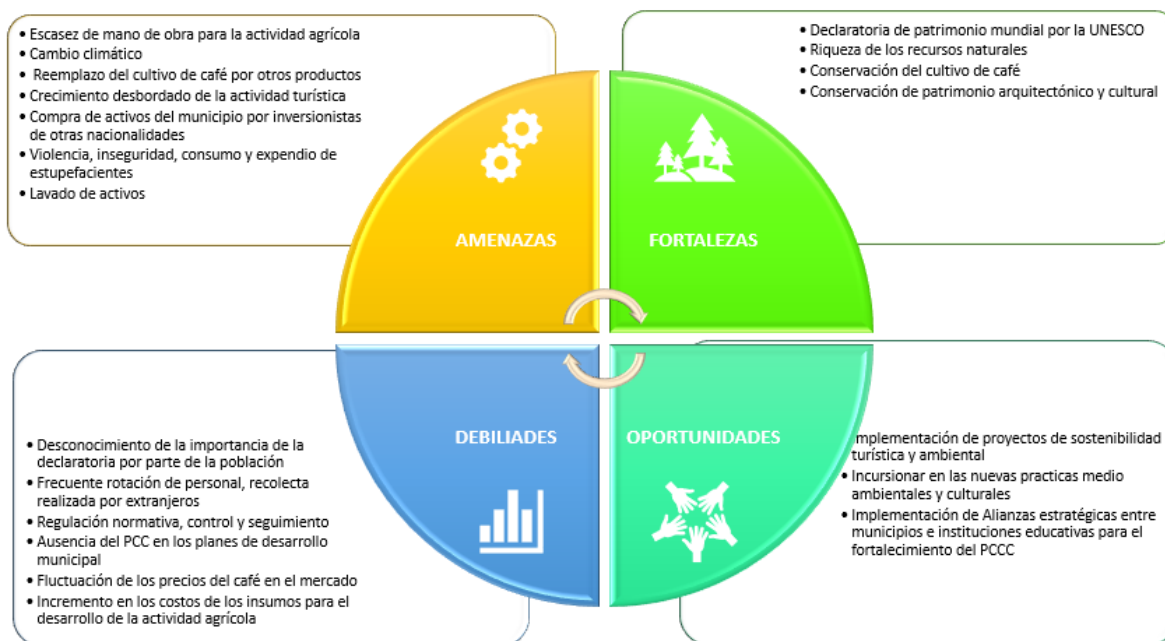 • Escasez de mano de obra para la actividad agrícola
• Cambio climático
• Reemplazo del cultivo de café por otros productos
• Crecimiento desbordado de la actividad turística
• Compra de activos del municipio por inversionistas
de otras nacionalidades
• Violencia, inseguridad, consumo y expendio de
estupefacientes
• Lavado de activos
• Declaratoria de patrimonio mundial por la UNESCO
• Riqueza de los recursos naturales
• Conservación del cultivo de café
• Conservación de patrimonio arquitectónico y cultural
AMENAZAS
FORTALEZAS
DEBILIADES
OPORTUNIDADES
• Desconocimiento de la importancia de la
declaratoria por parte de la población
• Frecuente rotación de personal, recolecta
realizada por extranjeros
• Regulación normativa, control y seguimiento
• Ausencia del PCC en los planes de desarrollo
municipal
• Fluctuación de los precios del café en el mercado
• Incremento en los costos de los insumos para el
desarrollo de la actividad agrícola
Implementación de proyectos de sostenibilidad
turística y ambiental
• Incursionar en las nuevas practicas medio
ambientales y culturales
• Implementación de Alianzas estratégicas entre
municipios e instituciones educativas para el
fortalecimiento del PCCC